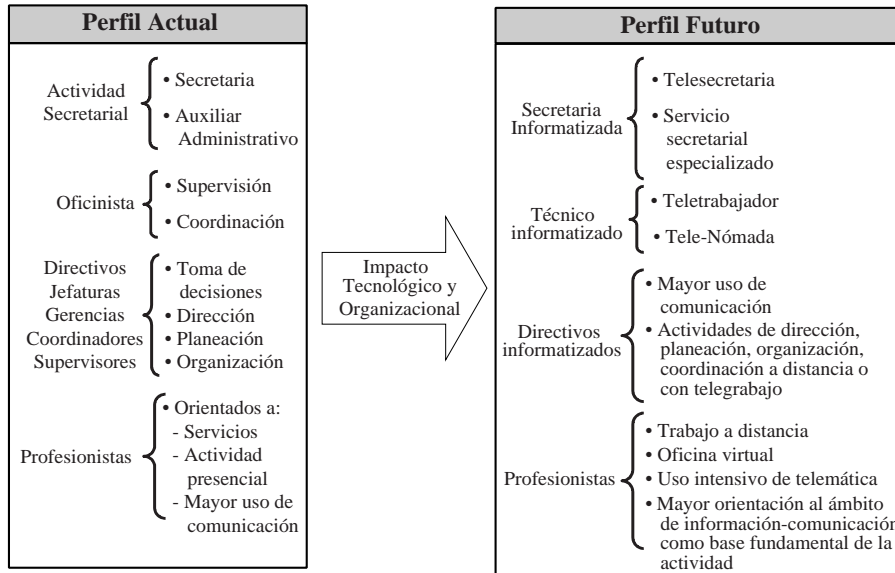 Perfil Actual
Actividad
Secretarial
• Secretaria
• Auxiliar
Administrativo
Oficinista
• Supervisión
• Coordinación
Directivos
Jefaturas
Gerencias
Coordinadores
Supervisores
• Toma de
decisiones
• Dirección
• Planeación
• Organización
Profesionistas
• Orientados a:
- Servicios
- Actividad
presencial
- Mayor uso de
comunicación
Impacto
Tecnológico y
Organizacional
Perfil Futuro
Secretaria
Informatizada
• Telesecretaria
• Servicio
secretarial
especializado
Técnico
informatizado
• Teletrabajador
• Tele-Nómada
Directivos
informatizados
• Mayor uso de
comunicación
• Actividades de dirección,
planeación, organización,
coordinación a distancia o
con telegrabajo
Profesionistas
• Trabajo a distancia
• Oficina virtual
• Uso intensivo de telemática
• Mayor orientación al ámbito
de información-comunicación
como base fundamental de la
actividad